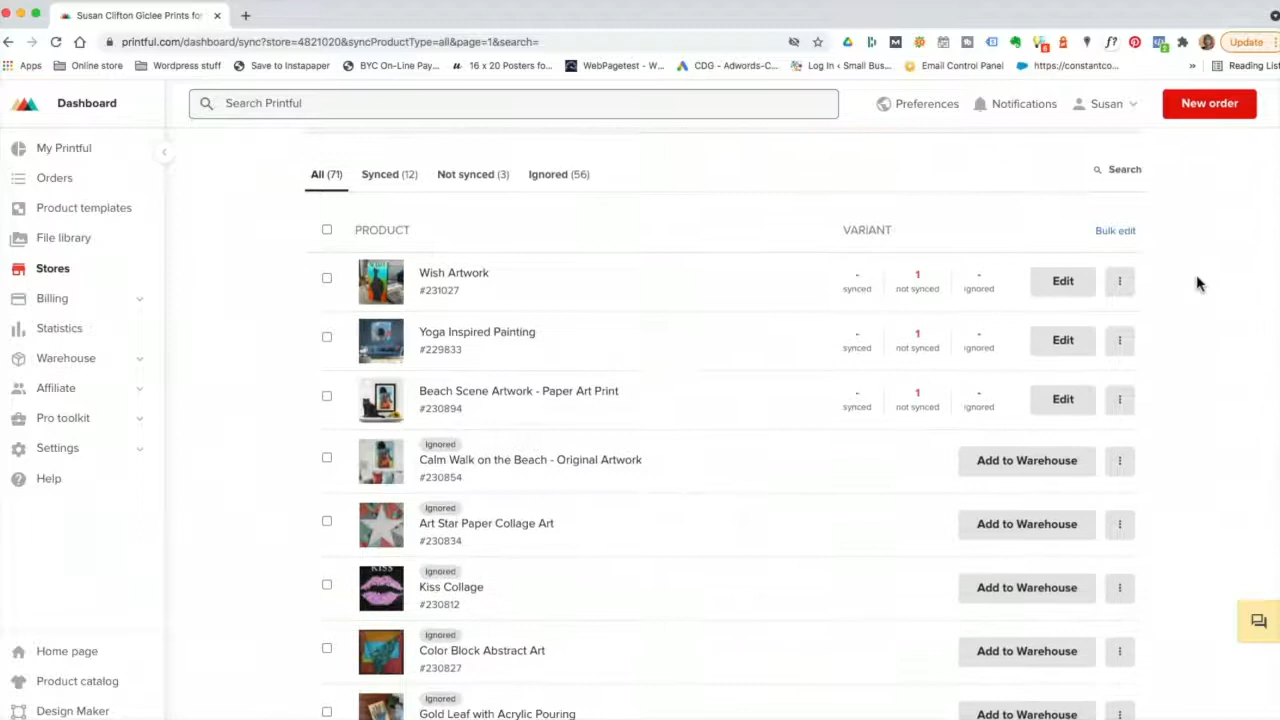 Susan Clifton Giclee Prints fo
Update
printful.com/dashboard/sync?store=4821020&syncProductType=all&page=1&search=
Apps Online store Wordpress stuff Save to Instapaper BYC On-Line Pay... 16 x 20 Posters fo... WebPagetest - W... CDG - Adwords-C... Log In ‹ Small Bus... Email Control Panel https://constantco... » Reading List
Dashboard
Search Printful
Preferences Notifications Susan New order
My Printful
Orders
Product templates
File library
Stores
Billing
Statistics
Warehouse
Affiliate
Pro toolkit
Settings
Help
Home page
Product catalog
Design Maker
All (71) Synced (12) Not synced (3) Ignored (56) Search
PRODUCT VARIANT Bulk edit
Wish Artwork
#231027
- synced 1 not synced - ignored Edit
Yoga Inspired Painting
#229833
- synced 1 not synced - ignored Edit
Beach Scene Artwork - Paper Art Print
#230894
- synced 1 not synced - ignored Edit
Ignored
Calm Walk on the Beach - Original Artwork
#230854
Add to Warehouse
Ignored
Art Star Paper Collage Art
#230834
Add to Warehouse
KISS
Ignored
Kiss Collage
#230812
Add to Warehouse
Ignored
Color Block Abstract Art
#230827
Add to Warehouse
Ignored
Gold Leaf with Acrylic Pouring
Add to Warehouse